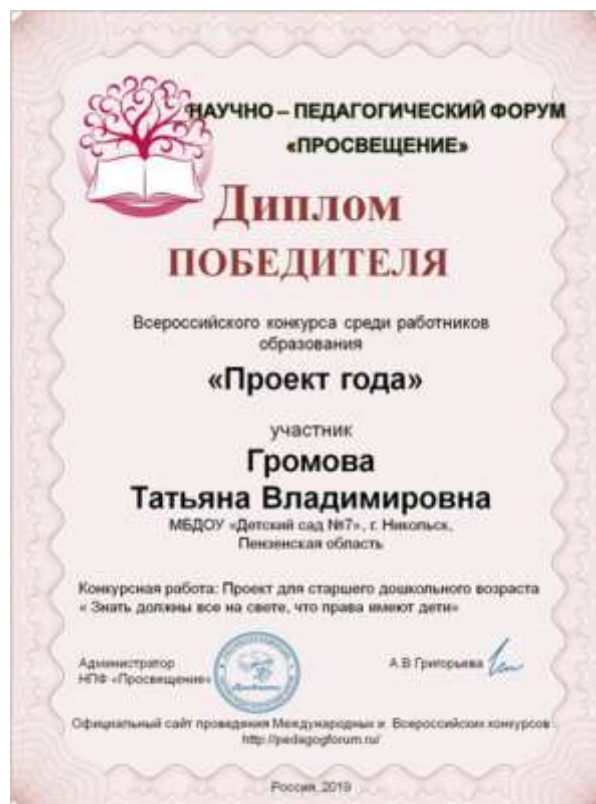 НАУЧНО – ПЕДАГОГИЧЕСКИЙ ФОРУМ
«ПРОСВЕЩЕНИЕ»
Диплом
ПОБЕДИТЕЛЯ
Всероссийского конкурса среди работников
образования
«Проект года»
участник
Громова
Татьяна Владимировна
МБДОУ «Детский сад №7», г. Никольск,
Пензенская область
Конкурсная работа: Проект для старшего дошкольного возраста
« Знать должны все на свете, что права имеют дети»
Администратор
НПФ «Просвещение»
А.В Григорьева
Официальный сайт проведения Международных и Всероссийских конкурсов
http://pedagogforum.ru/
Россия, 2019